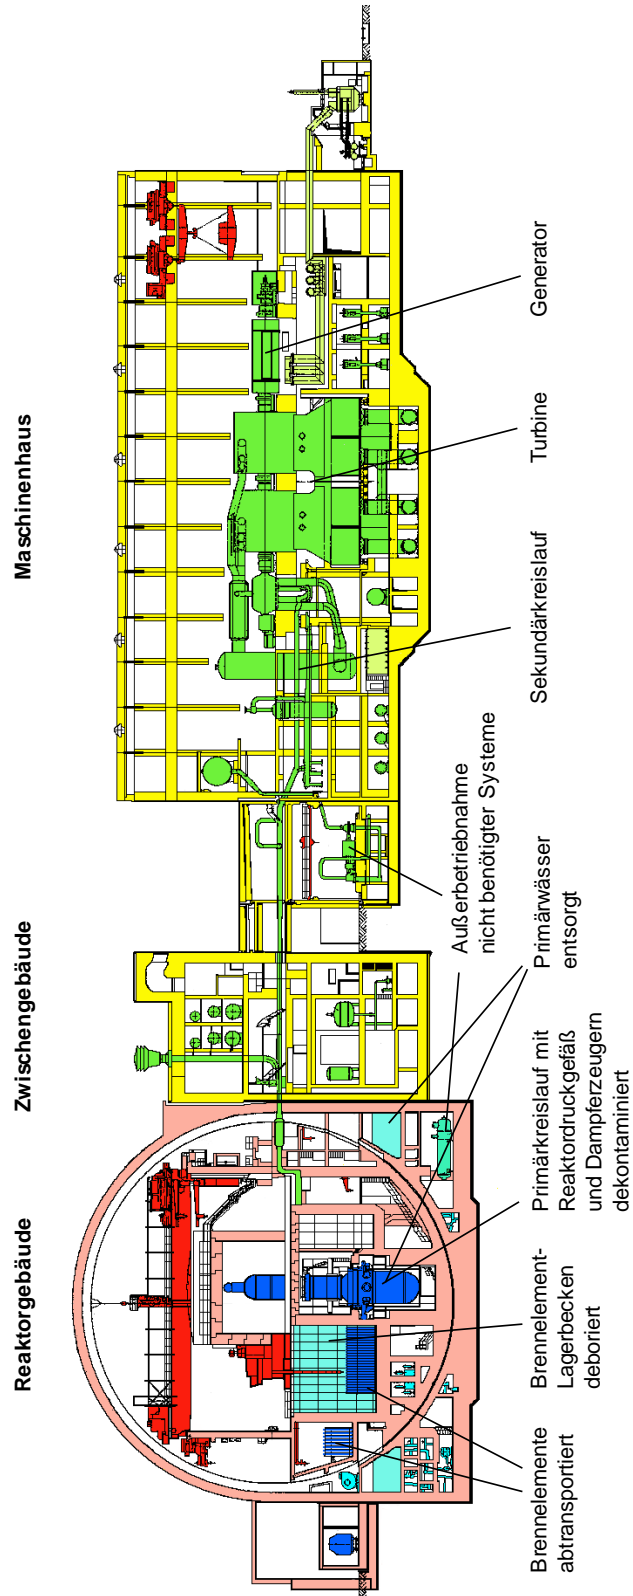 Reaktorgebäude
Zwischengebäude
Maschinenhaus
Brennelemente
abtransportiert
Brennelement-
Lagerbecken
deboriert
Primärkreislauf mit
Reaktordruckgefäß
und Dampferzeugern
dekontaminiert
Primärwässer
entsorgt
Außerbetriebnahme
nicht benötigter Systeme
Sekundärkreislauf
Turbine
Generator